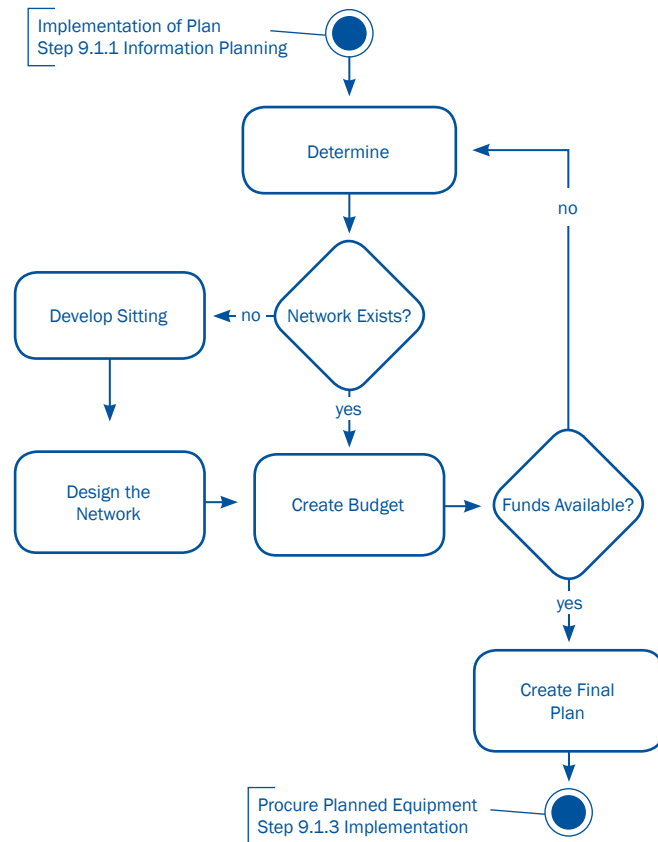 Implementation of Plan
Step 9.1.1 Information Planning
Determine
no
Develop Sitting
no
Network Exists?
yes
Design the
Network
Create Budget
Funds Available?
yes
Create Final
Plan
Procure Planned Equipment
Step 9.1.3 Implementation